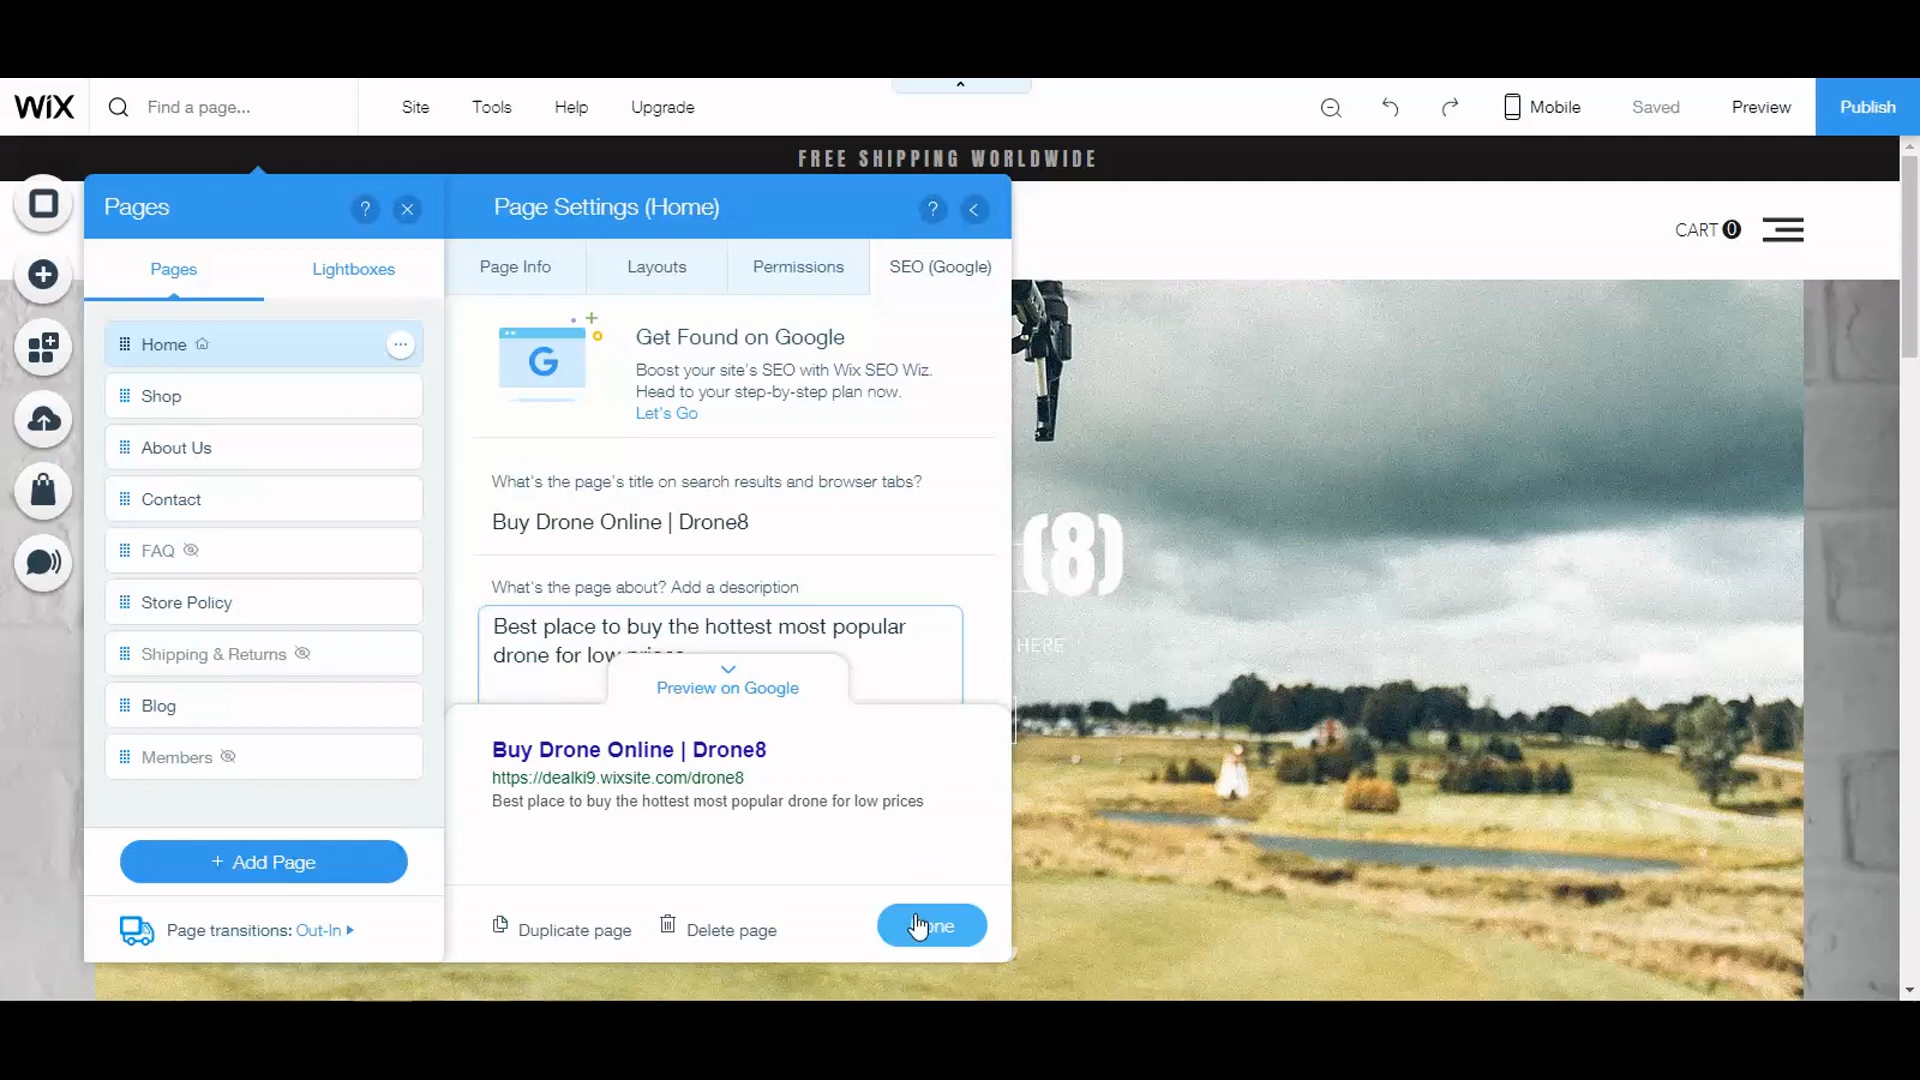 WiX
Find a page...
Site
Tools
Help
Upgrade
Mobile
Saved
Preview
Publish
FREE SHIPPING WORLDWIDE
Pages
?
Page Settings (Home)
?
CART 0
Pages
Lightboxes
Page Info
Layouts
Permissions
SEO (Google)
Home
Shop
About Us
Contact
FAQ
Store Policy
Shipping & Returns
Blog
Members
+ Add Page
Page transitions: Out-In
G
Get Found on Google
Boost your site's SEO with Wix SEO Wiz.
Head to your step-by-step plan now.
Let's Go
What's the page's title on search results and browser tabs?
Buy Drone Online | Drone8
What's the page about? Add a description
Best place to buy the hottest most popular
drone for low
Preview on Google
Buy Drone Online | Drone8
https://dealki9.wixsite.com/drone8
Best place to buy the hottest most popular drone for low prices
Duplicate page
Delete page
(8)
HERE